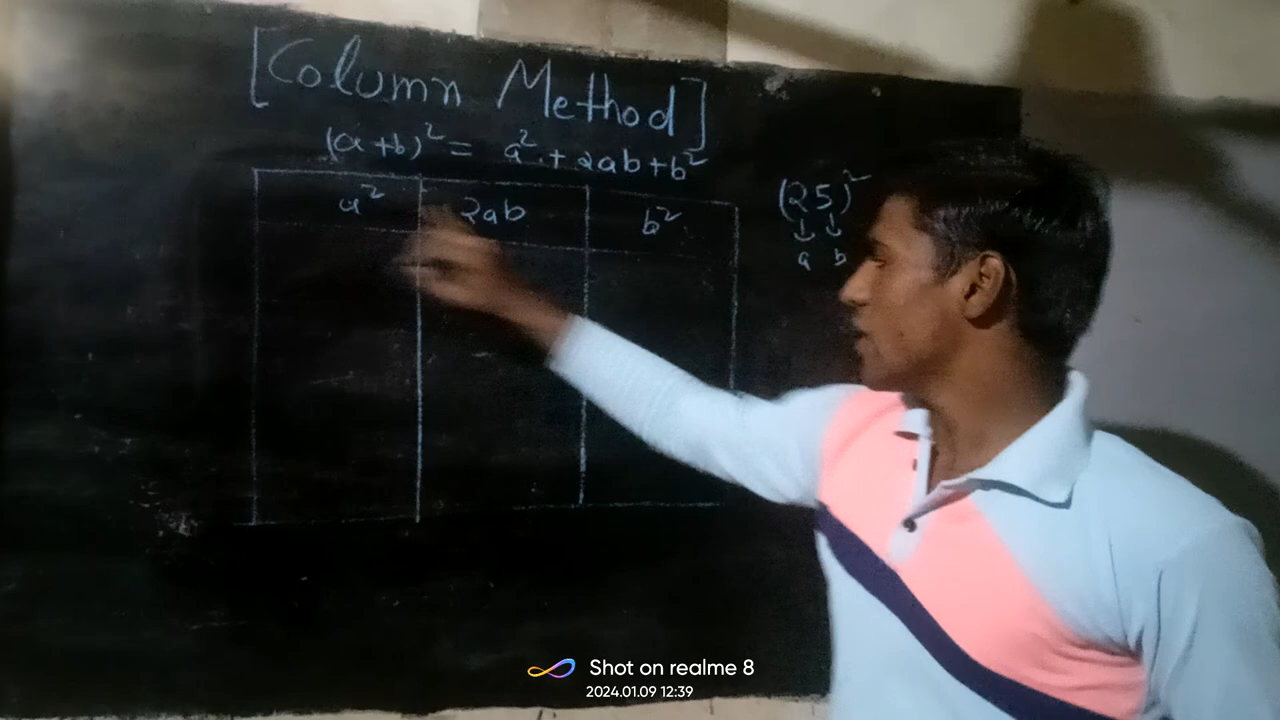 [Column Method]
(a+b)² = a² + 2ab + b²
a² 2ab b²
(25)²
↓ ↓
a b
Shot on realme 8
2024.01.09 12:39